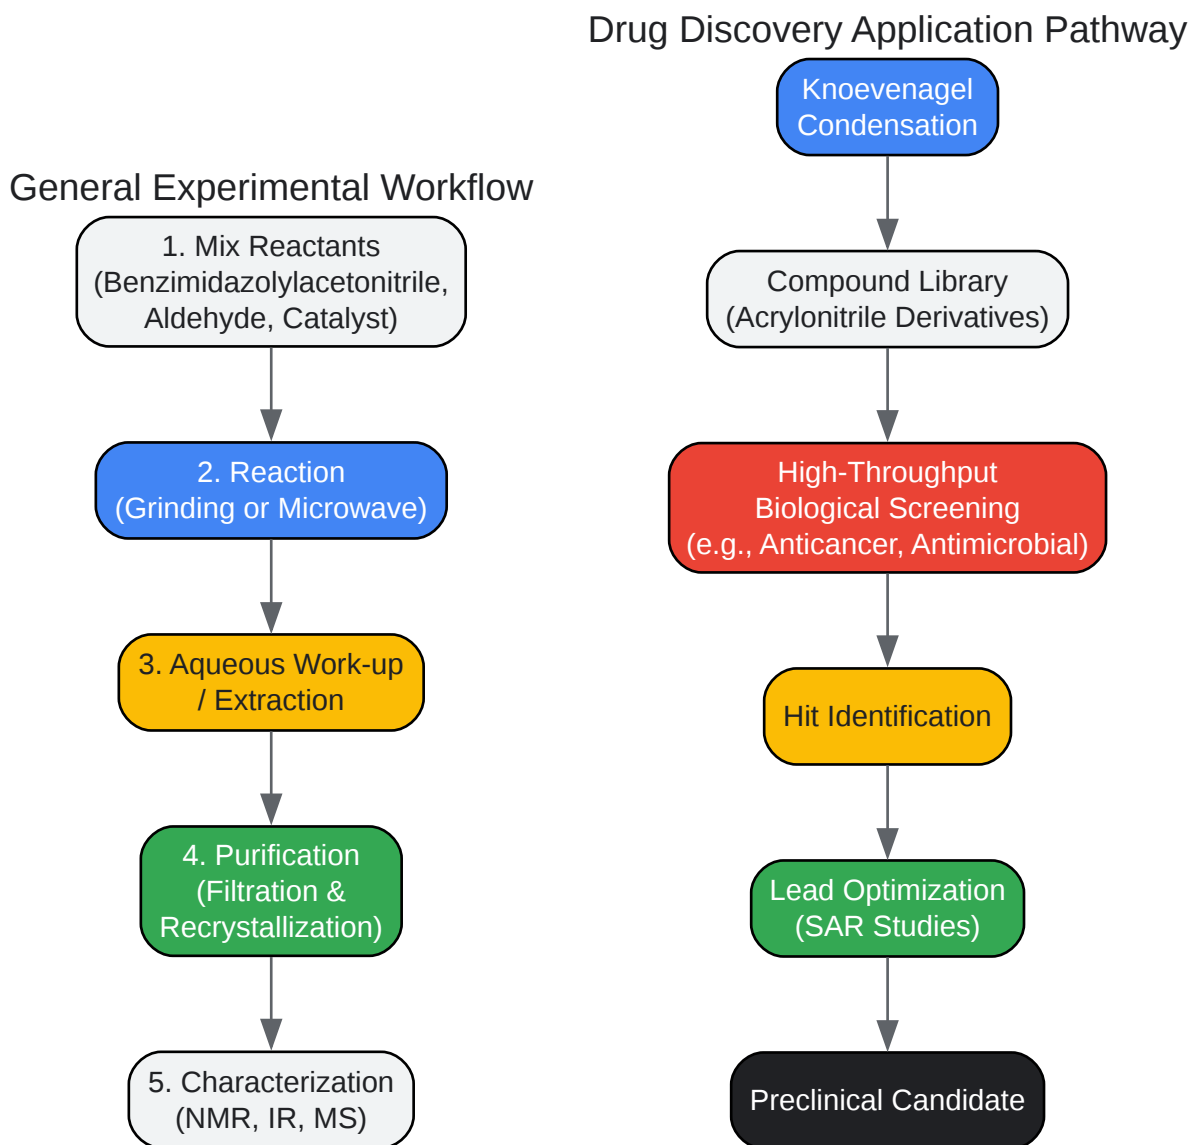 General Experimental Workflow
1. Mix Reactants
(Benzimidazolylacetonitrile,
Aldehyde, Catalyst)
2. Reaction
(Grinding or Microwave)
3. Aqueous Work-up
/ Extraction
4. Purification
(Filtration &
Recrystallization)
5. Characterization
(NMR, IR, MS)
Drug Discovery Application Pathway
Knoevenagel
Condensation
Compound Library
(Acrylonitrile Derivatives)
High-Throughput
Biological Screening
(e.g., Anticancer, Antimicrobial)
Hit Identification
Lead Optimization
(SAR Studies)
Preclinical Candidate